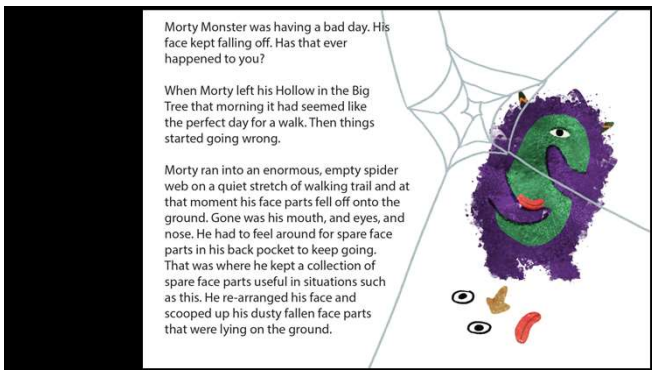 Morty Monster was having a bad day. His
face kept falling off. Has that ever
happened to you?
When Morty left his Hollow in the Big
Tree that morning it had seemed like
the perfect day for a walk. Then things
started going wrong.
Morty ran into an enormous, empty spider
web on a quiet stretch of walking trail and at
that moment his face parts fell off onto the
ground. Gone was his mouth, and eyes, and
nose. He had to feel around for spare face
parts in his back pocket to keep going.
That was where he kept a collection of
spare face parts useful in situations such
as this. He re-arranged his face and
scooped up his dusty fallen face parts
that were lying on the ground.